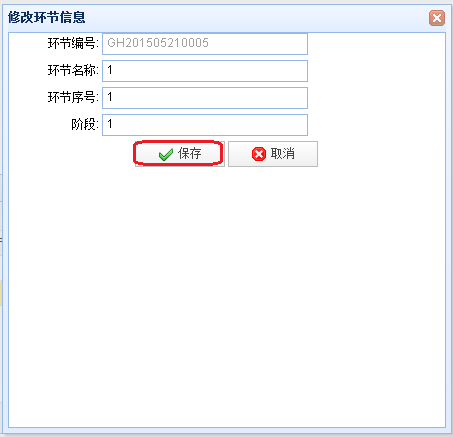 修改环节信息
环节编号: GH201505210005
环节名称: 1
环节序号: 1
阶段: 1
保存 取消